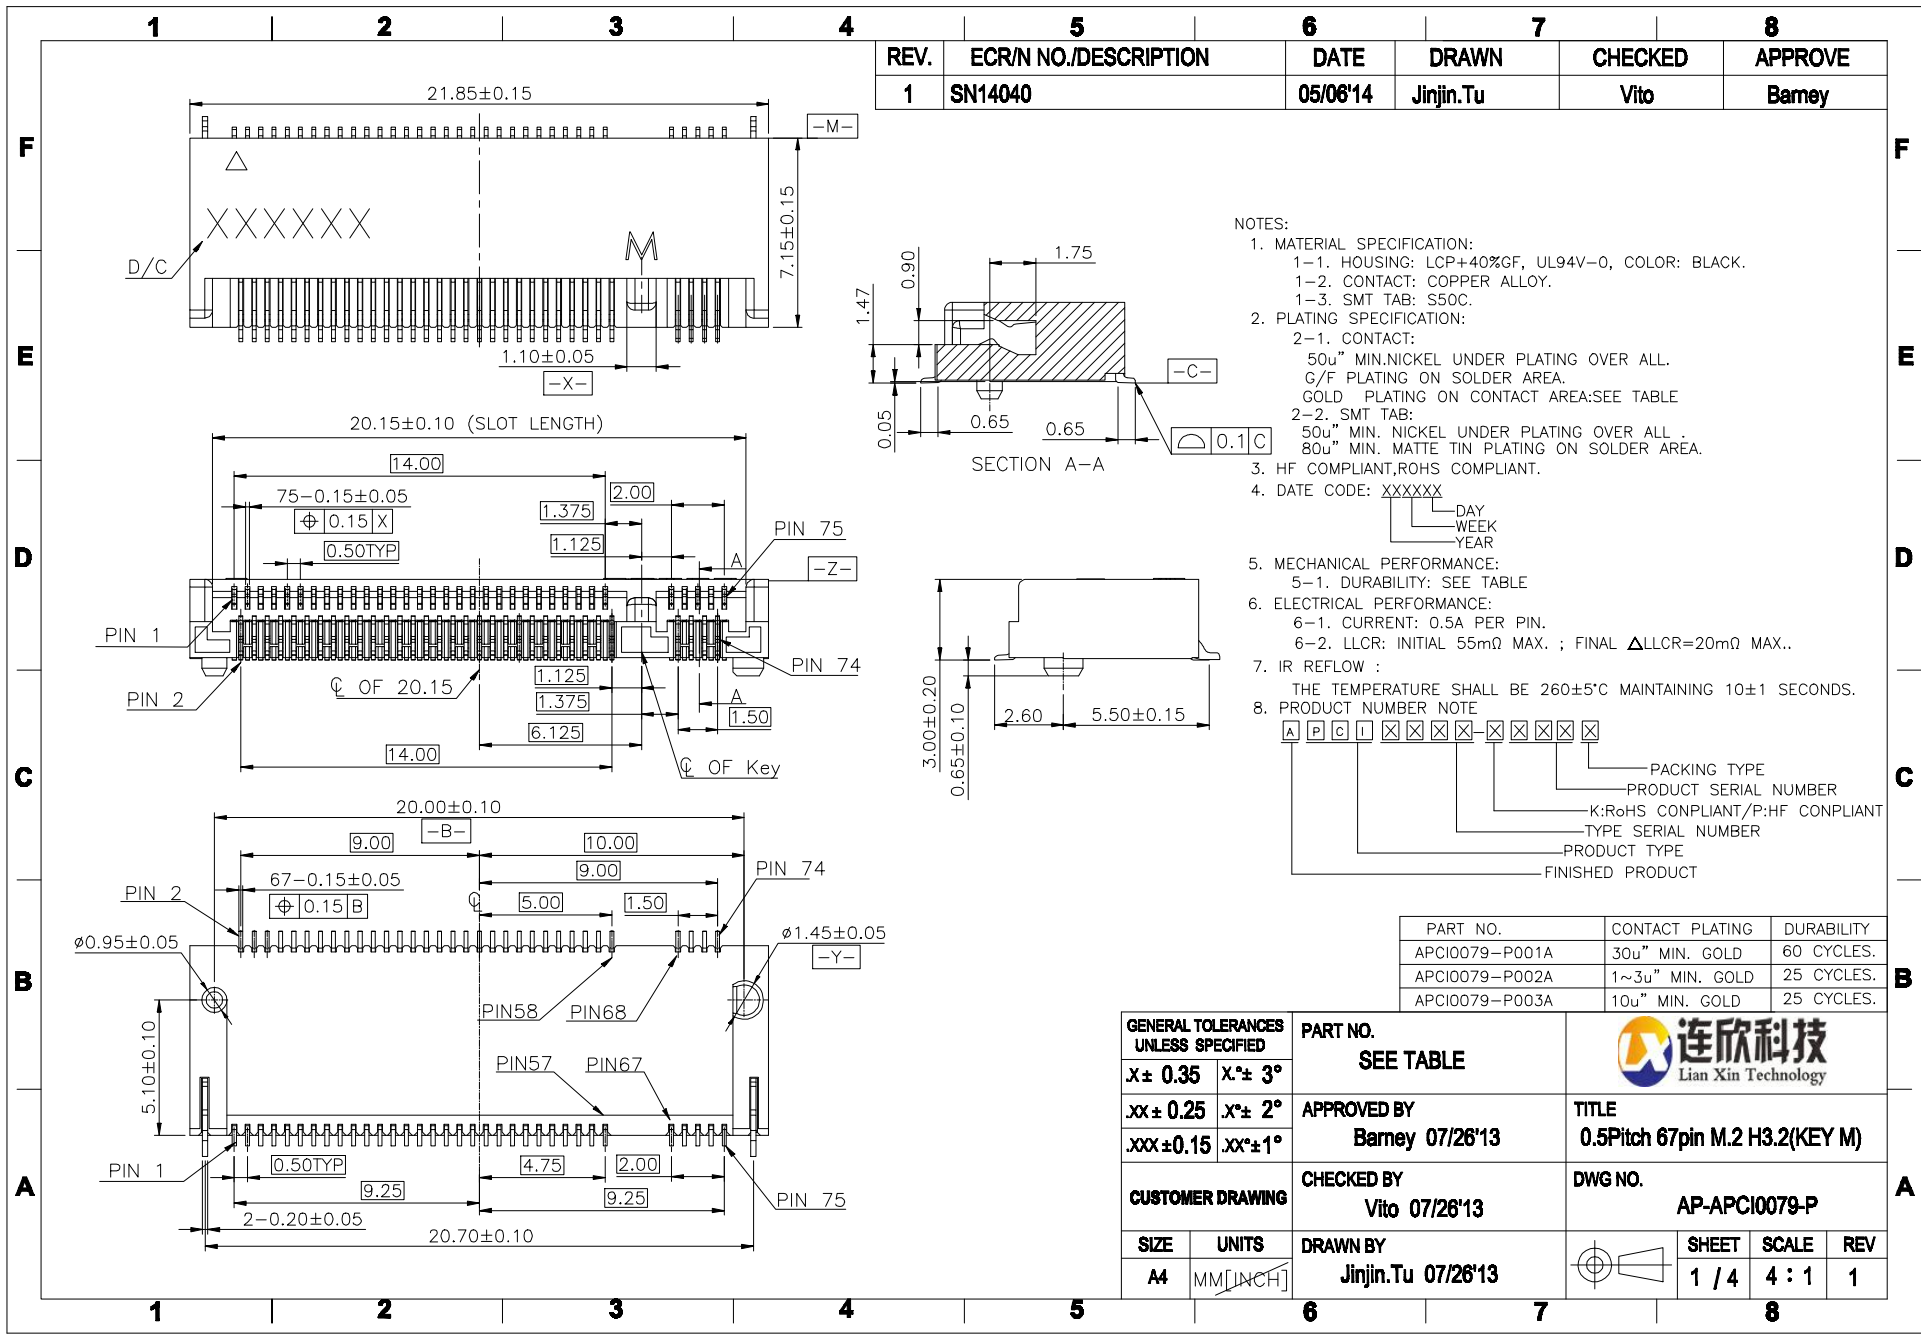 1 2 3 4 5 6 7 8
REV. ECR/N NO./DESCRIPTION DATE DRAWN CHECKED APPROVE
1 SN14040 05/06'14 Jinjin.Tu Vito Barney
F F
E E
D D
C C
B B
A A
21.85±0.15
-M-
XXXXXX
D/C
M
7.15±0.15
1.10±0.05
-X-
20.15±0.10 (SLOT LENGTH)
14.00
75-0.15±0.05
0.15 X
0.50TYP
2.00
1.375
1.125
PIN 75
A
-Z-
PIN 1
PIN 74
PIN 2
℄ OF 20.15
1.125
1.375
A
1.50
6.125
14.00
℄ OF Key
1.75
0.90
1.47
-C-
0.05
0.65
0.65
0.1 C
SECTION A-A
3.00±0.20
0.65±0.10
2.60
5.50±0.15
20.00±0.10
-B-
9.00
10.00
9.00
67-0.15±0.05
0.15 B
℄
5.00
1.50
PIN 74
PIN 2
ø0.95±0.05
ø1.45±0.05
-Y-
PIN58
PIN68
PIN57
PIN67
5.10±0.10
PIN 1
0.50TYP
4.75
2.00
9.25
9.25
PIN 75
2-0.20±0.05
20.70±0.10
NOTES:
1. MATERIAL SPECIFICATION:
1-1. HOUSING: LCP+40%GF, UL94V-0, COLOR: BLACK.
1-2. CONTACT: COPPER ALLOY.
1-3. SMT TAB: S50C.
2. PLATING SPECIFICATION:
2-1. CONTACT:
50u" MIN.NICKEL UNDER PLATING OVER ALL.
G/F PLATING ON SOLDER AREA.
GOLD PLATING ON CONTACT AREA:SEE TABLE
2-2. SMT TAB:
50u" MIN. NICKEL UNDER PLATING OVER ALL .
80u" MIN. MATTE TIN PLATING ON SOLDER AREA.
3. HF COMPLIANT,ROHS COMPLIANT.
4. DATE CODE: XXXXXX
DAY
WEEK
YEAR
5. MECHANICAL PERFORMANCE:
5-1. DURABILITY: SEE TABLE
6. ELECTRICAL PERFORMANCE:
6-1. CURRENT: 0.5A PER PIN.
6-2. LLCR: INITIAL 55mΩ MAX. ; FINAL △LLCR=20mΩ MAX..
7. IR REFLOW :
THE TEMPERATURE SHALL BE 260±5°C MAINTAINING 10±1 SECONDS.
8. PRODUCT NUMBER NOTE
A P C I X X X X-X X X X X
PACKING TYPE
PRODUCT SERIAL NUMBER
K:RoHS CONPLIANT/P:HF CONPLIANT
TYPE SERIAL NUMBER
PRODUCT TYPE
FINISHED PRODUCT
PART NO. CONTACT PLATING DURABILITY
APCI0079-P001A 30u" MIN. GOLD 60 CYCLES.
APCI0079-P002A 1~3u" MIN. GOLD 25 CYCLES.
APCI0079-P003A 10u" MIN. GOLD 25 CYCLES.
GENERAL TOLERANCES
UNLESS SPECIFIED
.X± 0.35 X.°± 3°
.XX± 0.25 .X°± 2°
.XXX±0.15 .XX°±1°
CUSTOMER DRAWING
SIZE UNITS
A4 MM[INCH]
PART NO.
SEE TABLE
连欣科技
Lian Xin Technology
APPROVED BY
Barney 07/26'13
TITLE
0.5Pitch 67pin M.2 H3.2(KEY M)
CHECKED BY
Vito 07/26'13
DWG NO.
AP-APCI0079-P
DRAWN BY
Jinjin.Tu 07/26'13
SHEET SCALE REV
1 / 4 4 : 1 1
1 2 3 4 5 6 7 8